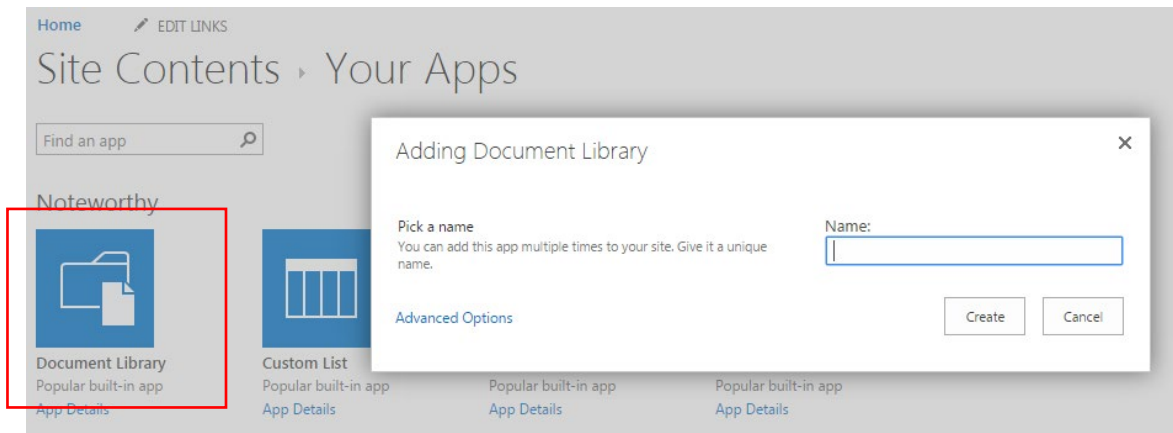 Home EDIT LINKS
Site Contents Your Apps
Find an app
Adding Document Library
Noteworthy
Pick a name
You can add this app multiple times to your site. Give it a unique
name.
Name:
Advanced Options
Create Cancel
Document Library Custom List
Popular built-in app Popular built-in app Popular built-in app Popular built-in app
App Details App Details App Details App Details